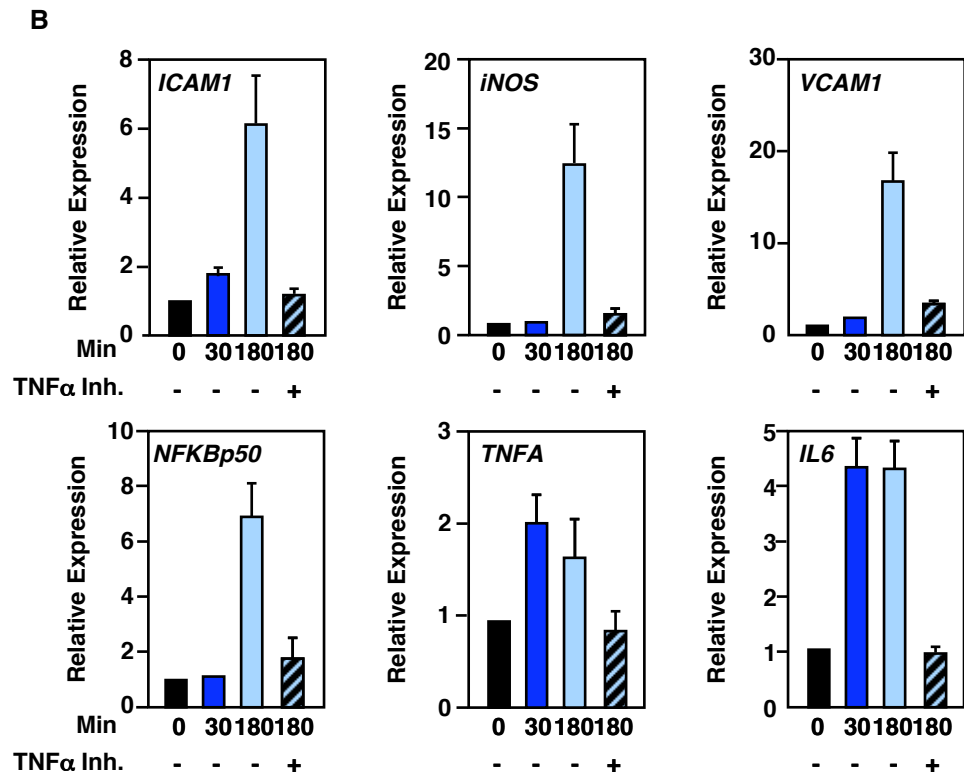 B
ICAM1
Relative Expression
8
6
4
2
0
iNOS
Relative Expression
20
15
10
5
0
VCAM1
Relative Expression
30
20
10
0
Min 0 30 180 180 0 30 180 180 0 30 180 180
TNFα Inh. - - - + - - - + - - - +
NFKBp50
Relative Expression
10
8
6
4
2
0
TNFA
Relative Expression
3
2
1
0
IL6
Relative Expression
5
4
3
2
1
0
Min 0 30 180 180 0 30 180 180 0 30 180 180
TNFα Inh. - - - + - - - + - - - +